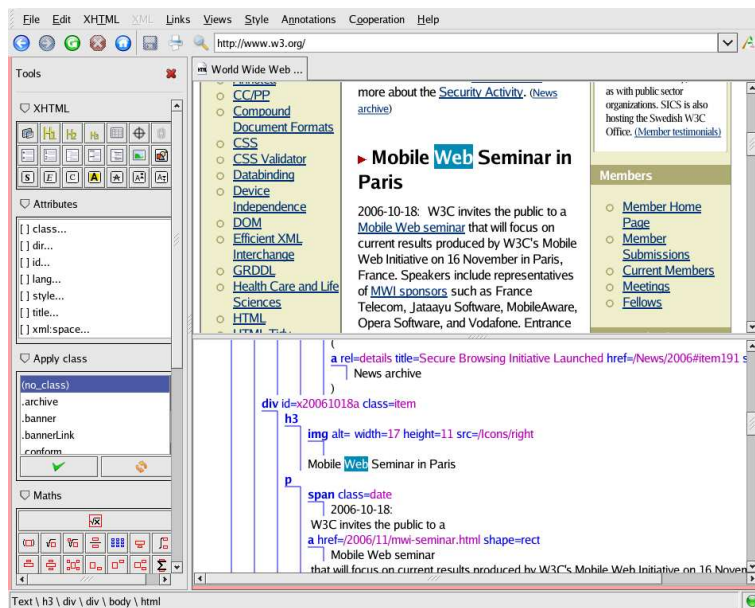 File Edit XHTML XML Links Views Style Annotations Cooperation Help
http://www.w3.org/
Tools
World Wide Web ...
XHTML
H1 H2 H3
S E C A A
Attributes
[ ] class...
[ ] dir...
[ ] id...
[ ] lang...
[ ] style...
[ ] title...
[ ] xml:space...
Apply class
(no_class)
.archive
.banner
.bannerLink
.conform
Maths
CC/PP
Compound
Document Formats
CSS
CSS Validator
Databinding
Device
Independence
DOM
Efficient XML
Interchange
GRDDL
Health Care and Life
Sciences
HTML
HTML Tidy
more about the Security Activity. (News
archive)
Mobile Web Seminar in
Paris
2006-10-18: W3C invites the public to a
Mobile Web seminar that will focus on
current results produced by W3C's Mobile
Web Initiative on 16 November in Paris,
France. Speakers include representatives
of MWI sponsors such as France
Telecom, Jataayu Software, MobileAware,
Opera Software, and Vodafone. Entrance
as with public sector
organizations. SICS is also
hosting the Swedish W3C
Office. (Member testimonials)
Members
Member Home
Page
Member
Submissions
Current Members
Meetings
Fellows
(
a rel=details title=Secure Browsing Initiative Launched href=/News/2006#item191 s
News archive
)
div id=x20061018a class=item
h3
img alt= width=17 height=11 src=/Icons/right
Mobile Web Seminar in Paris
p
span class=date
2006-10-18:
W3C invites the public to a
a href=/2006/11/mwi-seminar.html shape=rect
Mobile Web seminar
that will focus on current results produced by W3C's Mobile Web Initiative on 16 Novem
Text \ h3 \ div \ div \ body \ html